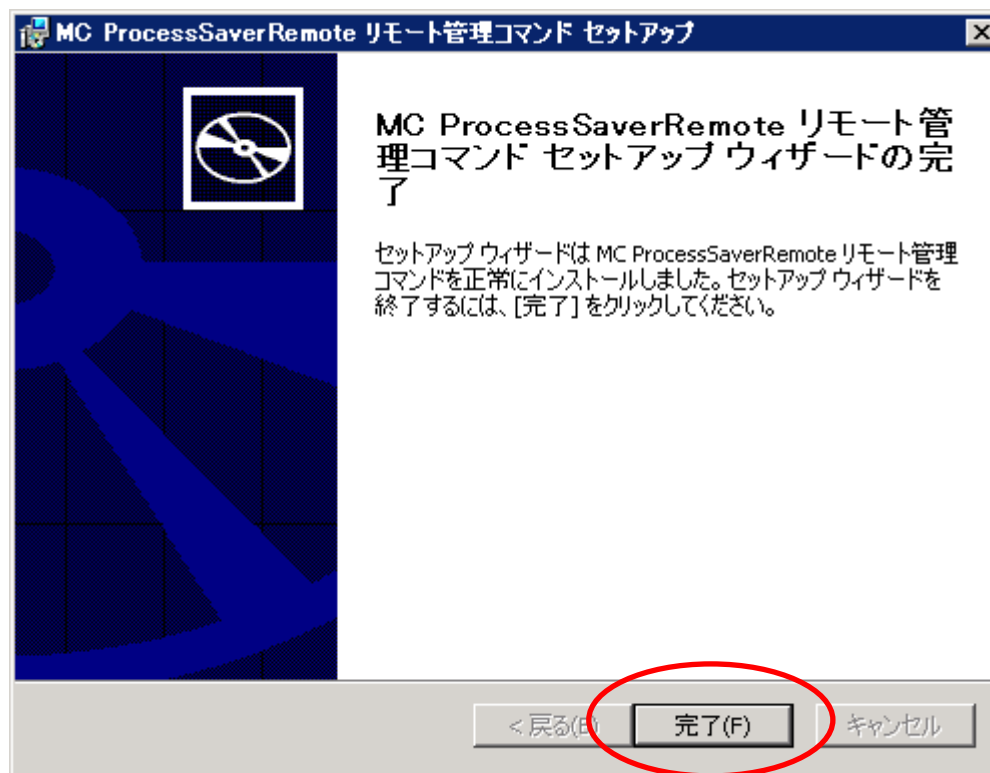 MC ProcessSaverRemote リモート管理コマンド セットアップ
MC ProcessSaverRemote リモート管
理コマンド セットアップ ウィザードの完
了
セットアップ ウィザードは MC ProcessSaverRemote リモート管理
コマンドを正常にインストールしました。セットアップ ウィザードを
終了するには、[完了] をクリックしてください。
< 戻る(B)
完了(F)
キャンセル